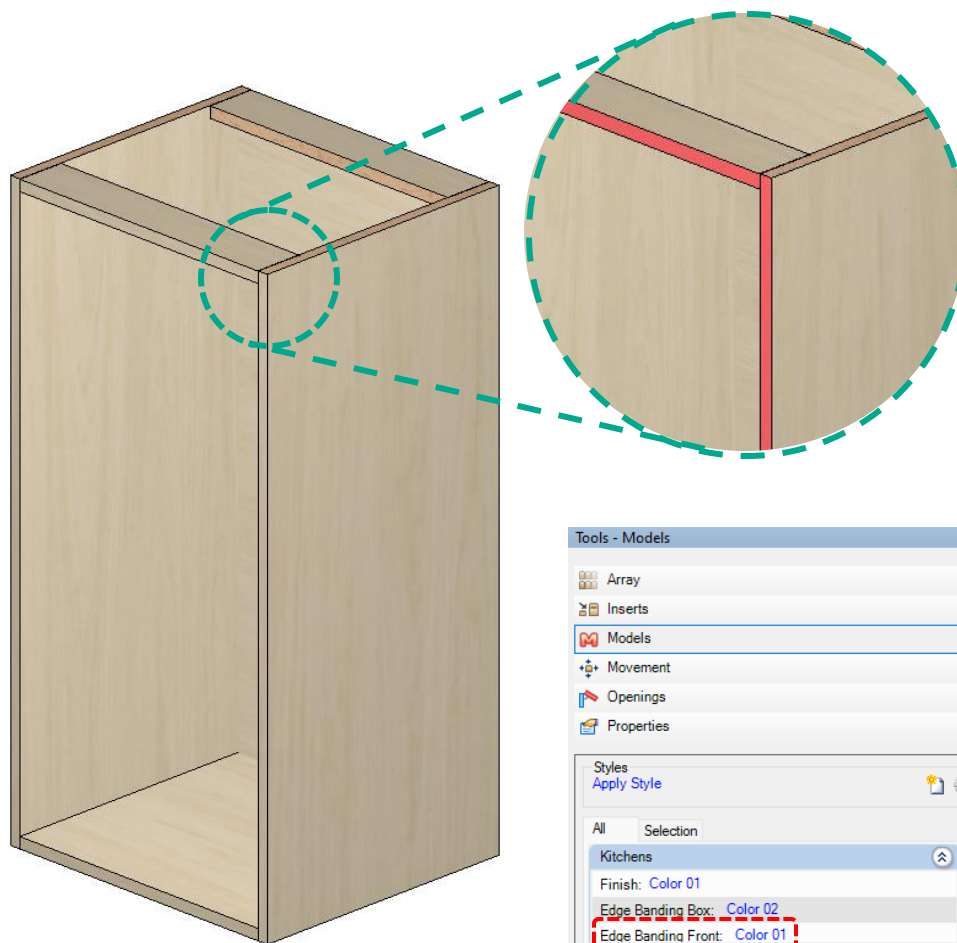 Tools - Models
Array
Inserts
Models
Movement
Openings
Properties
Styles
Apply Style
All Selection
Kitchens
Finish: Color 01
Edge Banding Box: Color 02
Edge Banding Front: Color 01